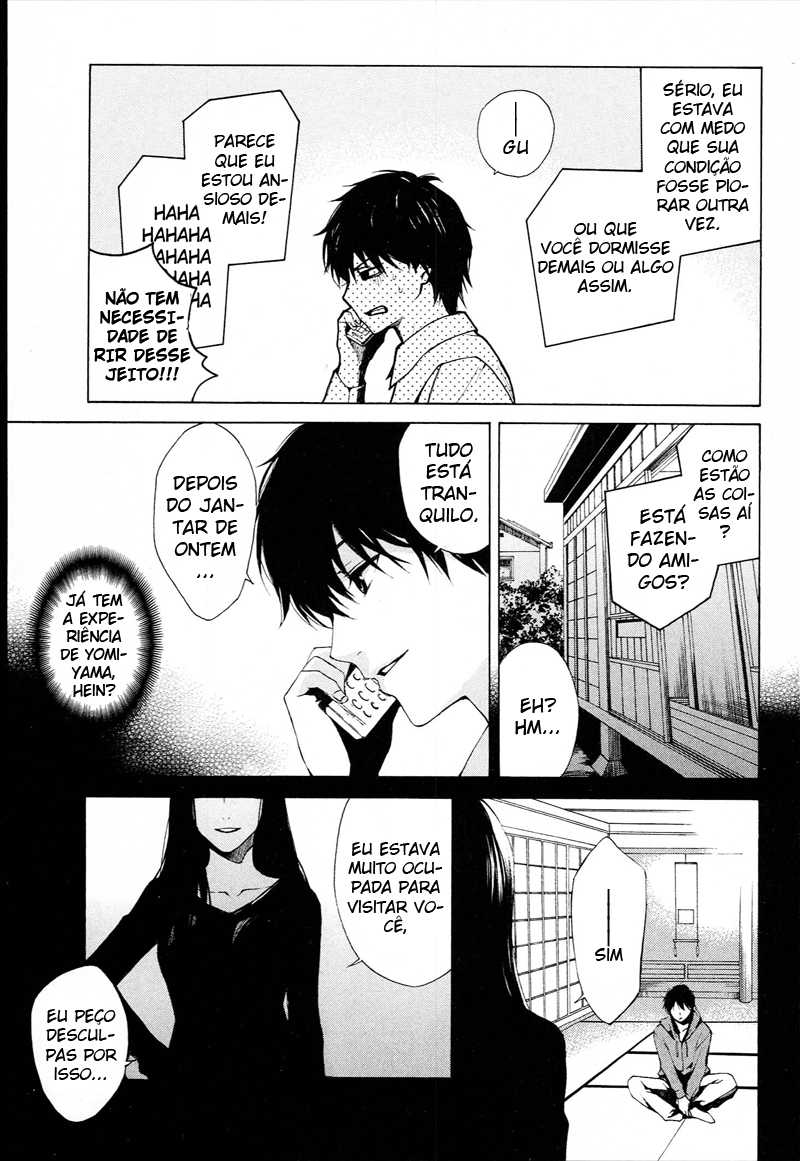 SÉRIO, EU
ESTAVA
COM MEDO
QUE SUA
CONDIÇÃO
FOSSE PIO-
RAR OUTRA
VEZ.
OU QUE
VOCÊ DORMISSE
DEMAIS OU ALGO
ASSIM.
—
GU
PARECE
QUE EU
ESTOU AN-
SIOSO DE-
MAIS!
HAHA
HAHAHA
AHAHA
AHAHA
HA
NÃO TEM
NECESSI-
DADE DE
RIR DESSE
JEITO!!!
COMO
ESTÃO
AS COI-
SAS AÍ
?
ESTÁ
FAZEN-
DO AMI-
GOS?
EH?
HM...
TUDO
ESTÁ
TRAN-
QUILO.
DEPOIS
DO JAN-
TAR DE
ONTEM
...
JÁ TEM
A EXPE-
RIÊNCIA
DE YOMI-
YAMA,
HEIN?
—
SIM
EU ESTAVA
MUITO OCU-
PADA PARA
VISITAR VO-
CÊ,
EU PEÇO
DESCUL-
PAS POR
ISSO...